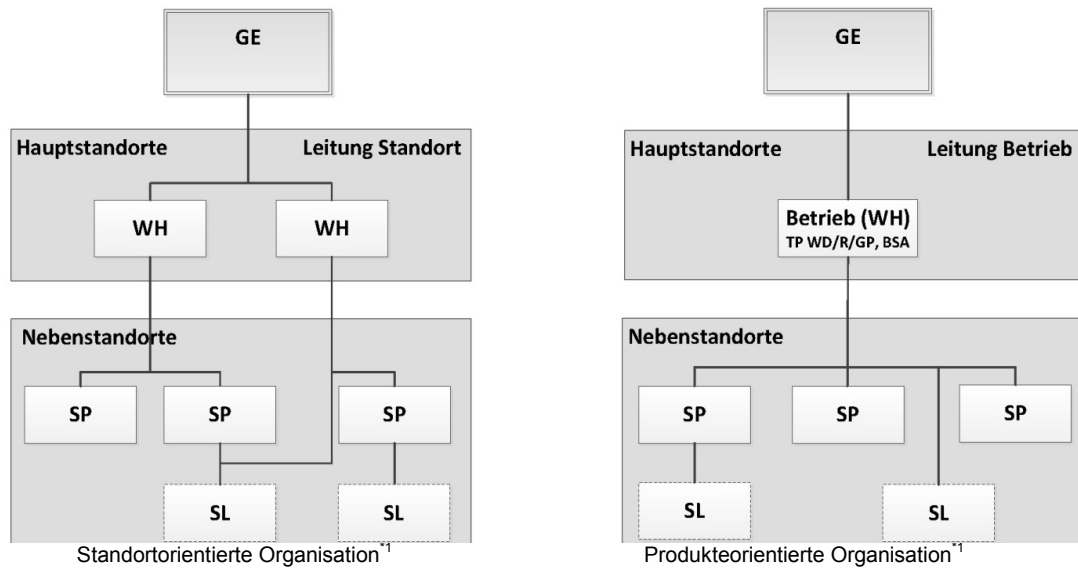 GE
Hauptstandorte Leitung Standort
WH WH
Nebenstandorte
SP SP SP
SL SL
Standortorientierte Organisation*1
GE
Hauptstandorte Leitung Betrieb
Betrieb (WH)
TP WD/R/GP, BSA
Nebenstandorte
SP SP SP
SL SL
Produkteorientierte Organisation*1